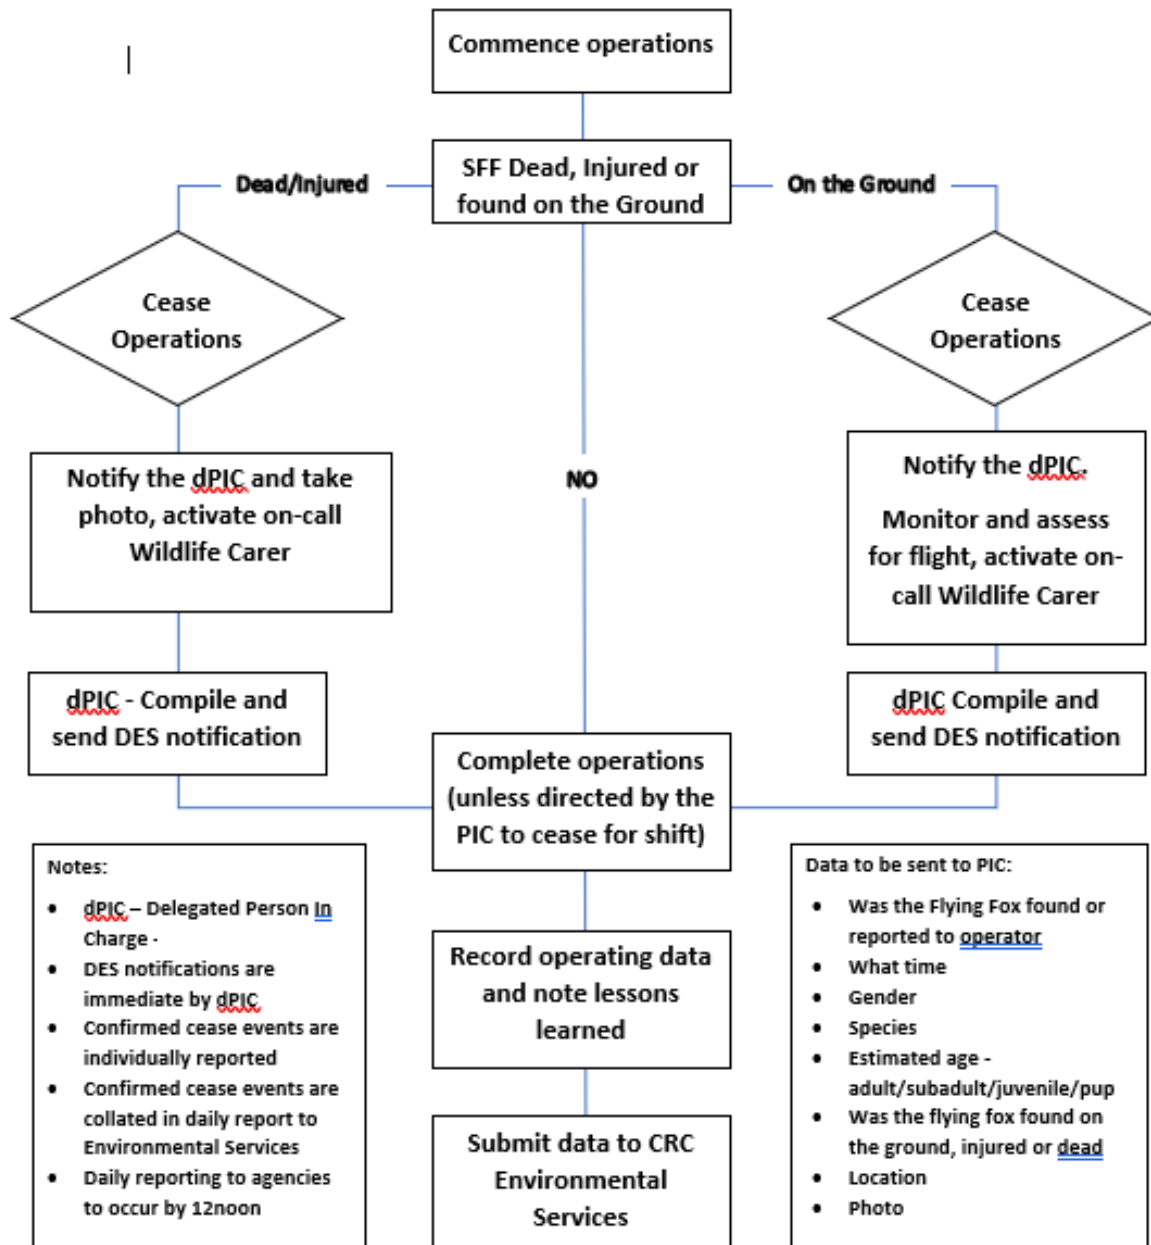 Commence operations
SFF Dead, Injured or
found on the Ground
Dead/Injured
On the Ground
Cease
Operations
Cease
Operations
Notify the dPIC and take
photo, activate on-call
Wildlife Carer
NO
Notify the dPIC.
Monitor and assess
for flight, activate on-
call Wildlife Carer
dPIC - Compile and
send DES notification
dPIC Compile and
send DES notification
Complete operations
(unless directed by the
PIC to cease for shift)
Notes:
• dPIC – Delegated Person In
Charge -
• DES notifications are
immediate by dPIC
• Confirmed cease events are
individually reported
• Confirmed cease events are
collated in daily report to
Environmental Services
• Daily reporting to agencies
to occur by 12noon
Record operating data
and note lessons
learned
Submit data to CRC
Environmental
Services
Data to be sent to PIC:
• Was the Flying Fox found or
reported to operator
• What time
• Gender
• Species
• Estimated age -
adult/subadult/juvenile/pup
• Was the flying fox found on
the ground, injured or dead
• Location
• Photo